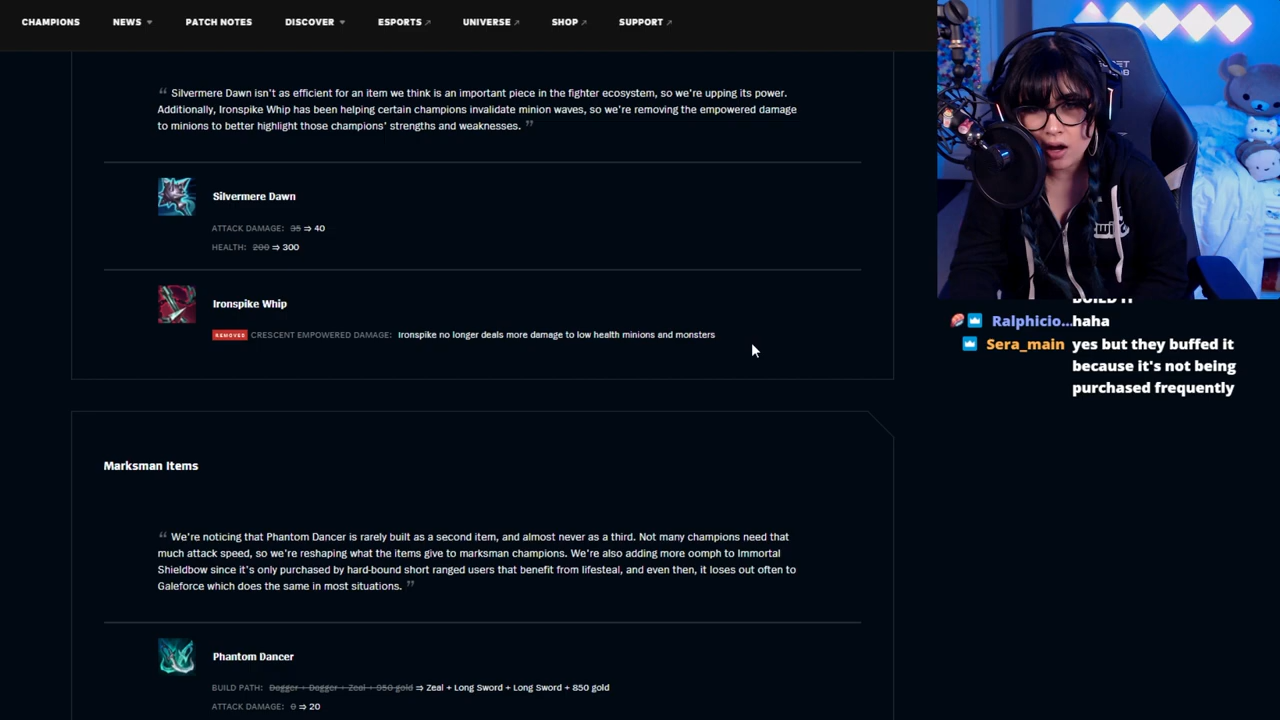 CHAMPIONS NEWS PATCH NOTES DISCOVER ESPORTS UNIVERSE SHOP SUPPORT
“ Silvermere Dawn isn't as efficient for an item we think is an important piece in the fighter ecosystem, so we're upping its power.
Additionally, Ironspike Whip has been helping certain champions invalidate minion waves, so we're removing the empowered damage
to minions to better highlight those champions' strengths and weaknesses. ”
Silvermere Dawn
ATTACK DAMAGE: 35 ⇒ 40
HEALTH: 200 ⇒ 300
Ironspike Whip
REMOVED CRESCENT EMPOWERED DAMAGE: Ironspike no longer deals more damage to low health minions and monsters
Marksman Items
“ We're noticing that Phantom Dancer is rarely built as a second item, and almost never as a third. Not many champions need that
much attack speed, so we're reshaping what the items give to marksman champions. We're also adding more oomph to Immortal
Shieldbow since it's only purchased by hard-bound short ranged users that benefit from lifesteal, and even then, it loses out often to
Galeforce which does the same in most situations. ”
Phantom Dancer
BUILD PATH: Dagger + Dagger + Zeal + 950 gold ⇒ Zeal + Long Sword + Long Sword + 850 gold
ATTACK DAMAGE: 0 ⇒ 20
BUILD IT
Ralphicio... haha
Sera_main yes but they buffed it
because it's not being
purchased frequently